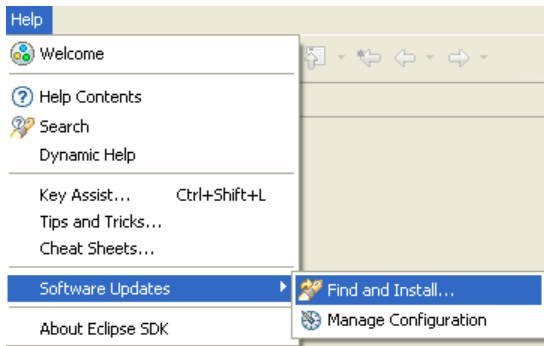 Help
Welcome
Help Contents
Search
Dynamic Help
Key Assist... Ctrl+Shift+L
Tips and Tricks...
Cheat Sheets...
Software Updates
Find and Install...
Manage Configuration
About Eclipse SDK